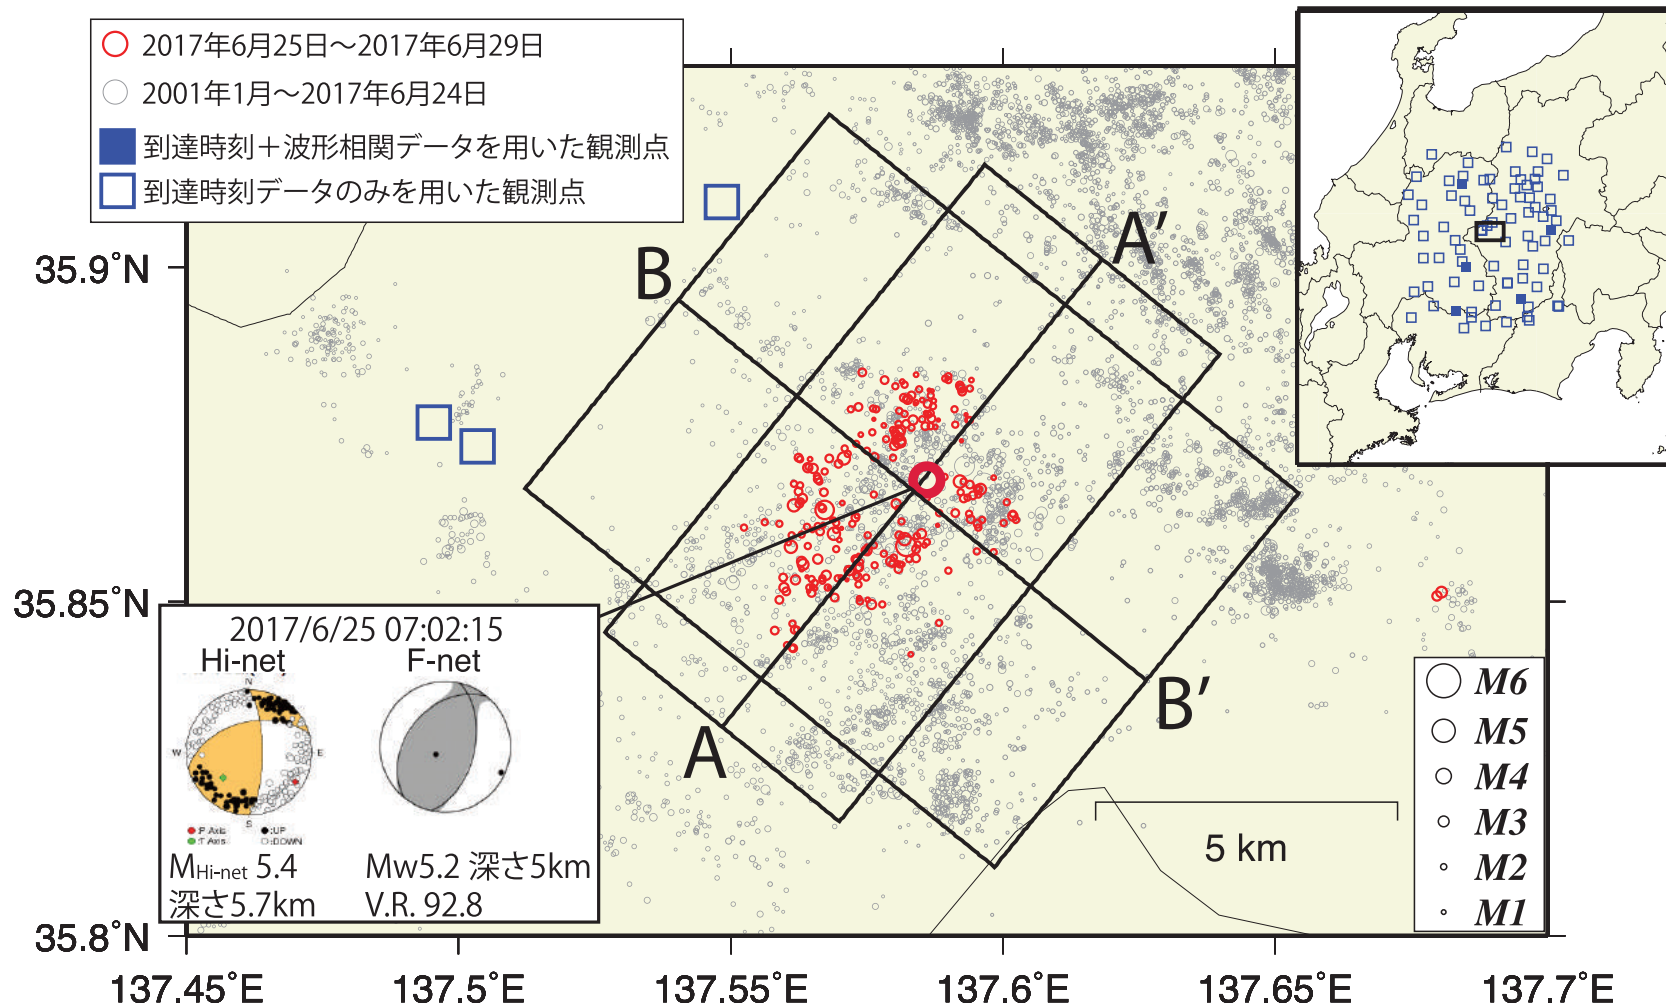 2017年6月25日～2017年6月29日
2001年1月～2017年6月24日
到達時刻＋波形相関データを用いた観測点
到達時刻データのみを用いた観測点
A′
B
35.9°N
35.85°N
2017/6/25 07:02:15
Hi-net
F-net
N
W
E
S
P Axis
:UP
T Axis
:DOWN
MHi-net 5.4
Mw5.2 深さ5km
深さ5.7km
V.R. 92.8
A
B′
M6
M5
M4
M3
M2
M1
5 km
35.8°N
137.45°E
137.5°E
137.55°E
137.6°E
137.65°E
137.7°E